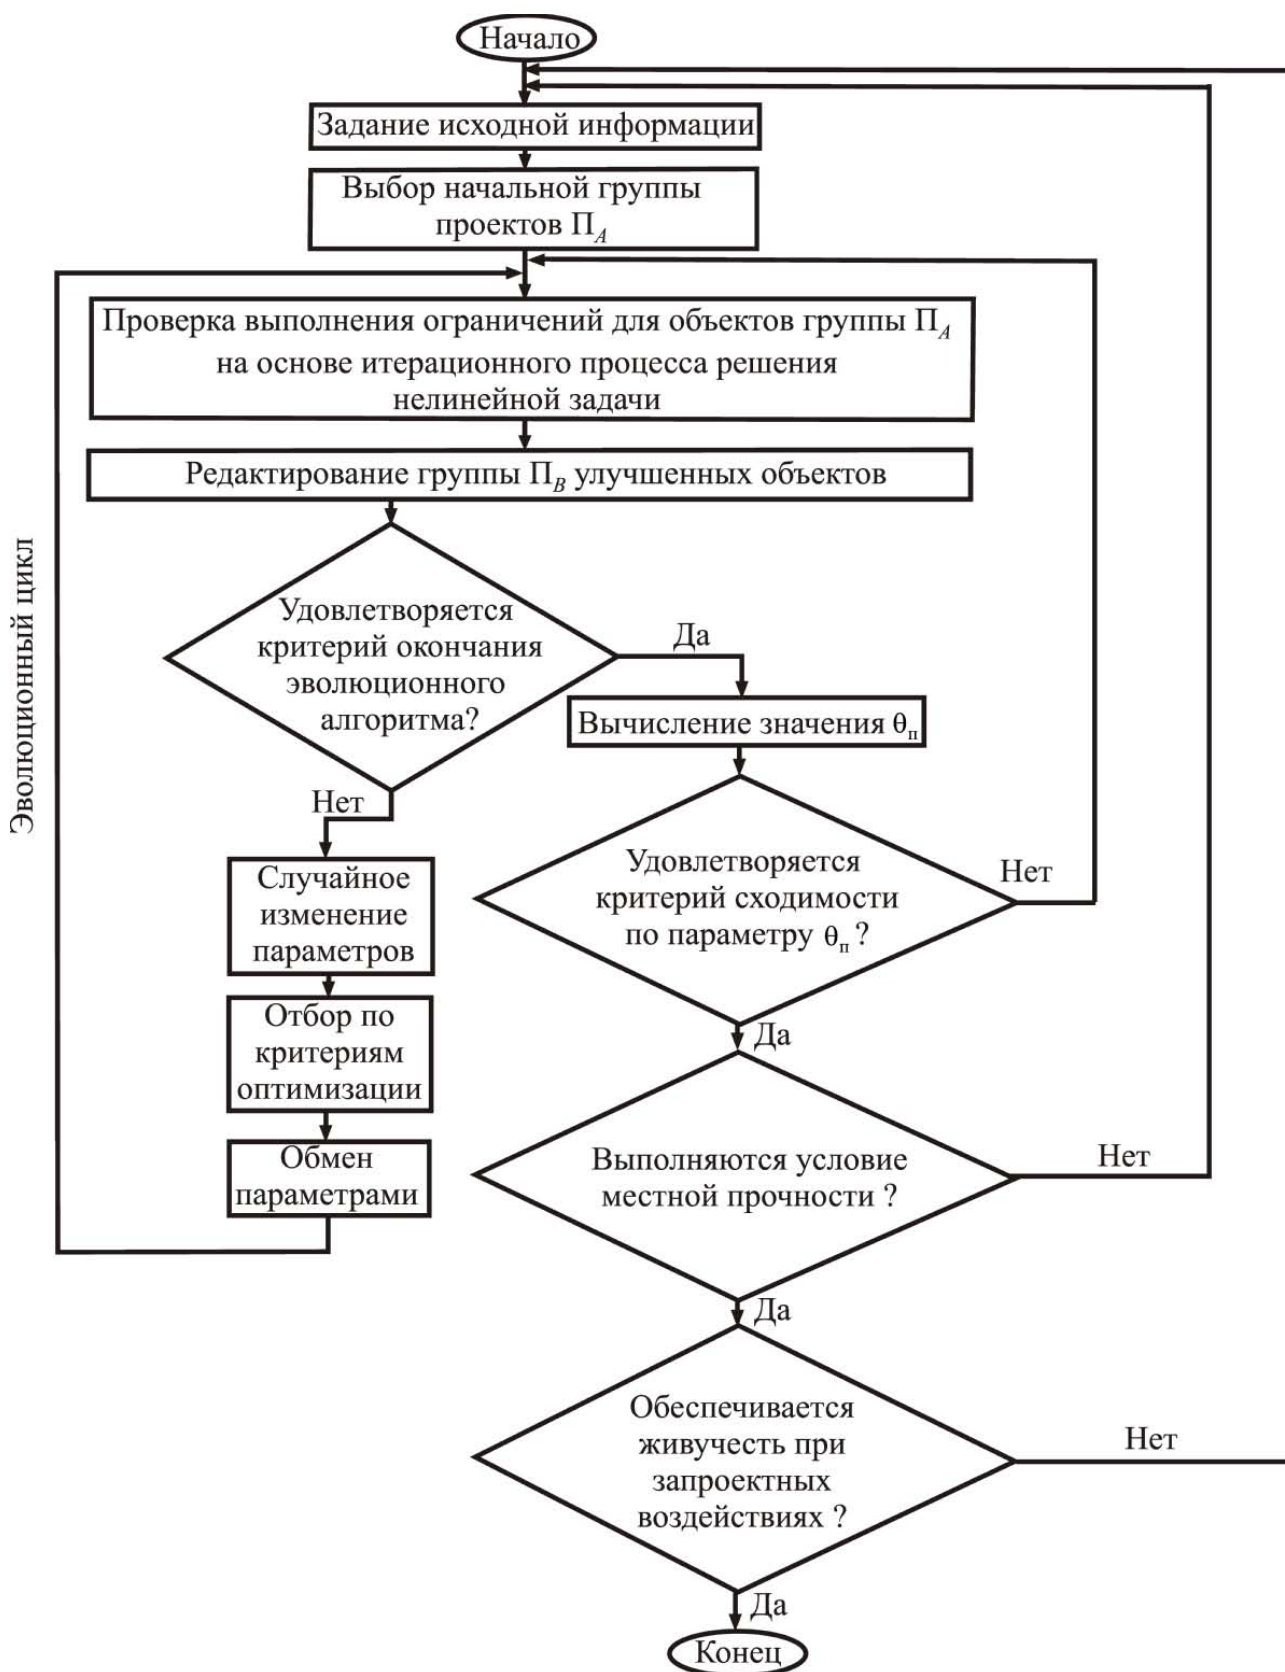 Начало
Задание исходной информации
Выбор начальной группы
проектов П_A
Проверка выполнения ограничений для объектов группы П_A
на основе итерационного процесса решения
нелинейной задачи
Редактирование группы П_B улучшенных объектов
Эволюционный цикл
Удовлетворяется
критерий окончания
эволюционного
алгоритма?
Да
Вычисление значения θ_п
Нет
Случайное
изменение
параметров
Отбор по
критериям
оптимизации
Обмен
параметрами
Удовлетворяется
критерий сходимости
по параметру θ_п ?
Нет
Да
Выполняются условие
местной прочности ?
Нет
Да
Обеспечивается
живучесть при
запроектных
воздействиях ?
Нет
Да
Конец